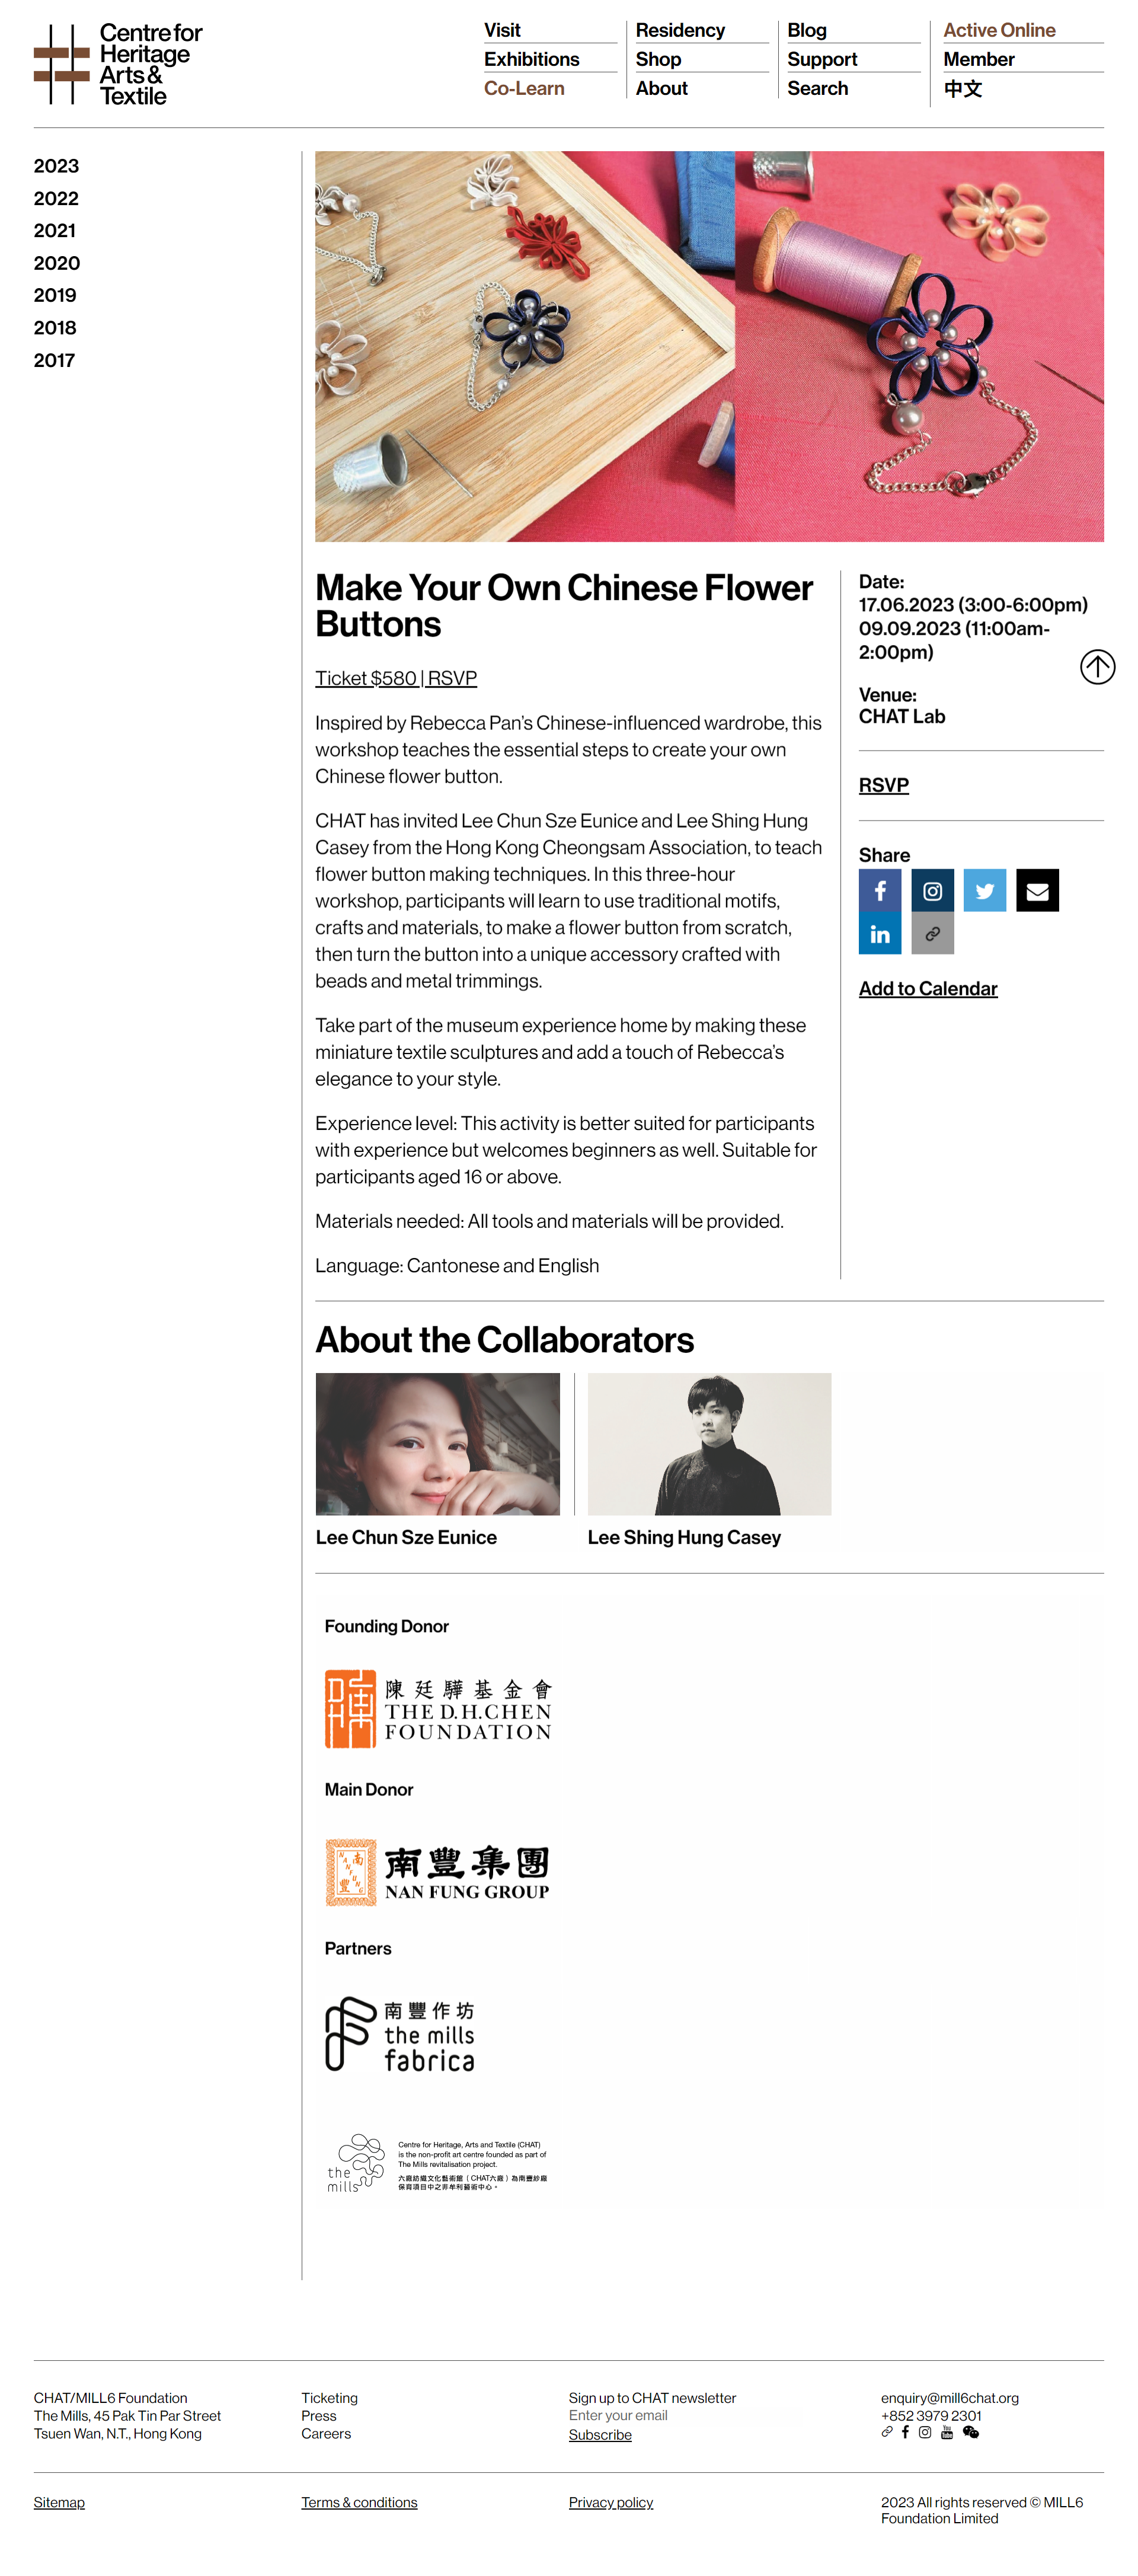 Centre for
Heritage
Arts &
Textile
Visit
Exhibitions
Co-Learn
Residency
Shop
About
Blog
Support
Search
Active Online
Member
中文
2023
2022
2021
2020
2019
2018
2017
Make Your Own Chinese Flower
Buttons
Ticket $580 | RSVP
Inspired by Rebecca Pan’s Chinese-influenced wardrobe, this
workshop teaches the essential steps to create your own
Chinese flower button.
CHAT has invited Lee Chun Sze Eunice and Lee Shing Hung
Casey from the Hong Kong Cheongsam Association, to teach
flower button making techniques. In this three-hour
workshop, participants will learn to use traditional motifs,
crafts and materials, to make a flower button from scratch,
then turn the button into a unique accessory crafted with
beads and metal trimmings.
Take part of the museum experience home by making these
miniature textile sculptures and add a touch of Rebecca’s
elegance to your style.
Experience level: This activity is better suited for participants
with experience but welcomes beginners as well. Suitable for
participants aged 16 or above.
Materials needed: All tools and materials will be provided.
Language: Cantonese and English
Date:
17.06.2023 (3:00-6:00pm)
09.09.2023 (11:00am-
2:00pm)
Venue:
CHAT Lab
RSVP
Share
Add to Calendar
About the Collaborators
Lee Chun Sze Eunice
Lee Shing Hung Casey
Founding Donor
陳廷驊基金會
THE D.H.CHEN
FOUNDATION
Main Donor
南豐集團
NAN FUNG GROUP
Partners
南豐作坊
the mills
fabrica
the
mills
Centre for Heritage, Arts and Textile (CHAT)
is the non-profit art centre founded as part of
The Mills revitalisation project.
六廠紡織文化藝術館（CHAT六廠）為南豐紗廠
保育項目中之非牟利藝術中心。
CHAT/MILL6 Foundation
The Mills, 45 Pak Tin Par Street
Tsuen Wan, N.T., Hong Kong
Ticketing
Press
Careers
Sign up to CHAT newsletter
Enter your email
Subscribe
enquiry@mill6chat.org
+852 3979 2301
Sitemap
Terms & conditions
Privacy policy
2023 All rights reserved © MILL6
Foundation Limited